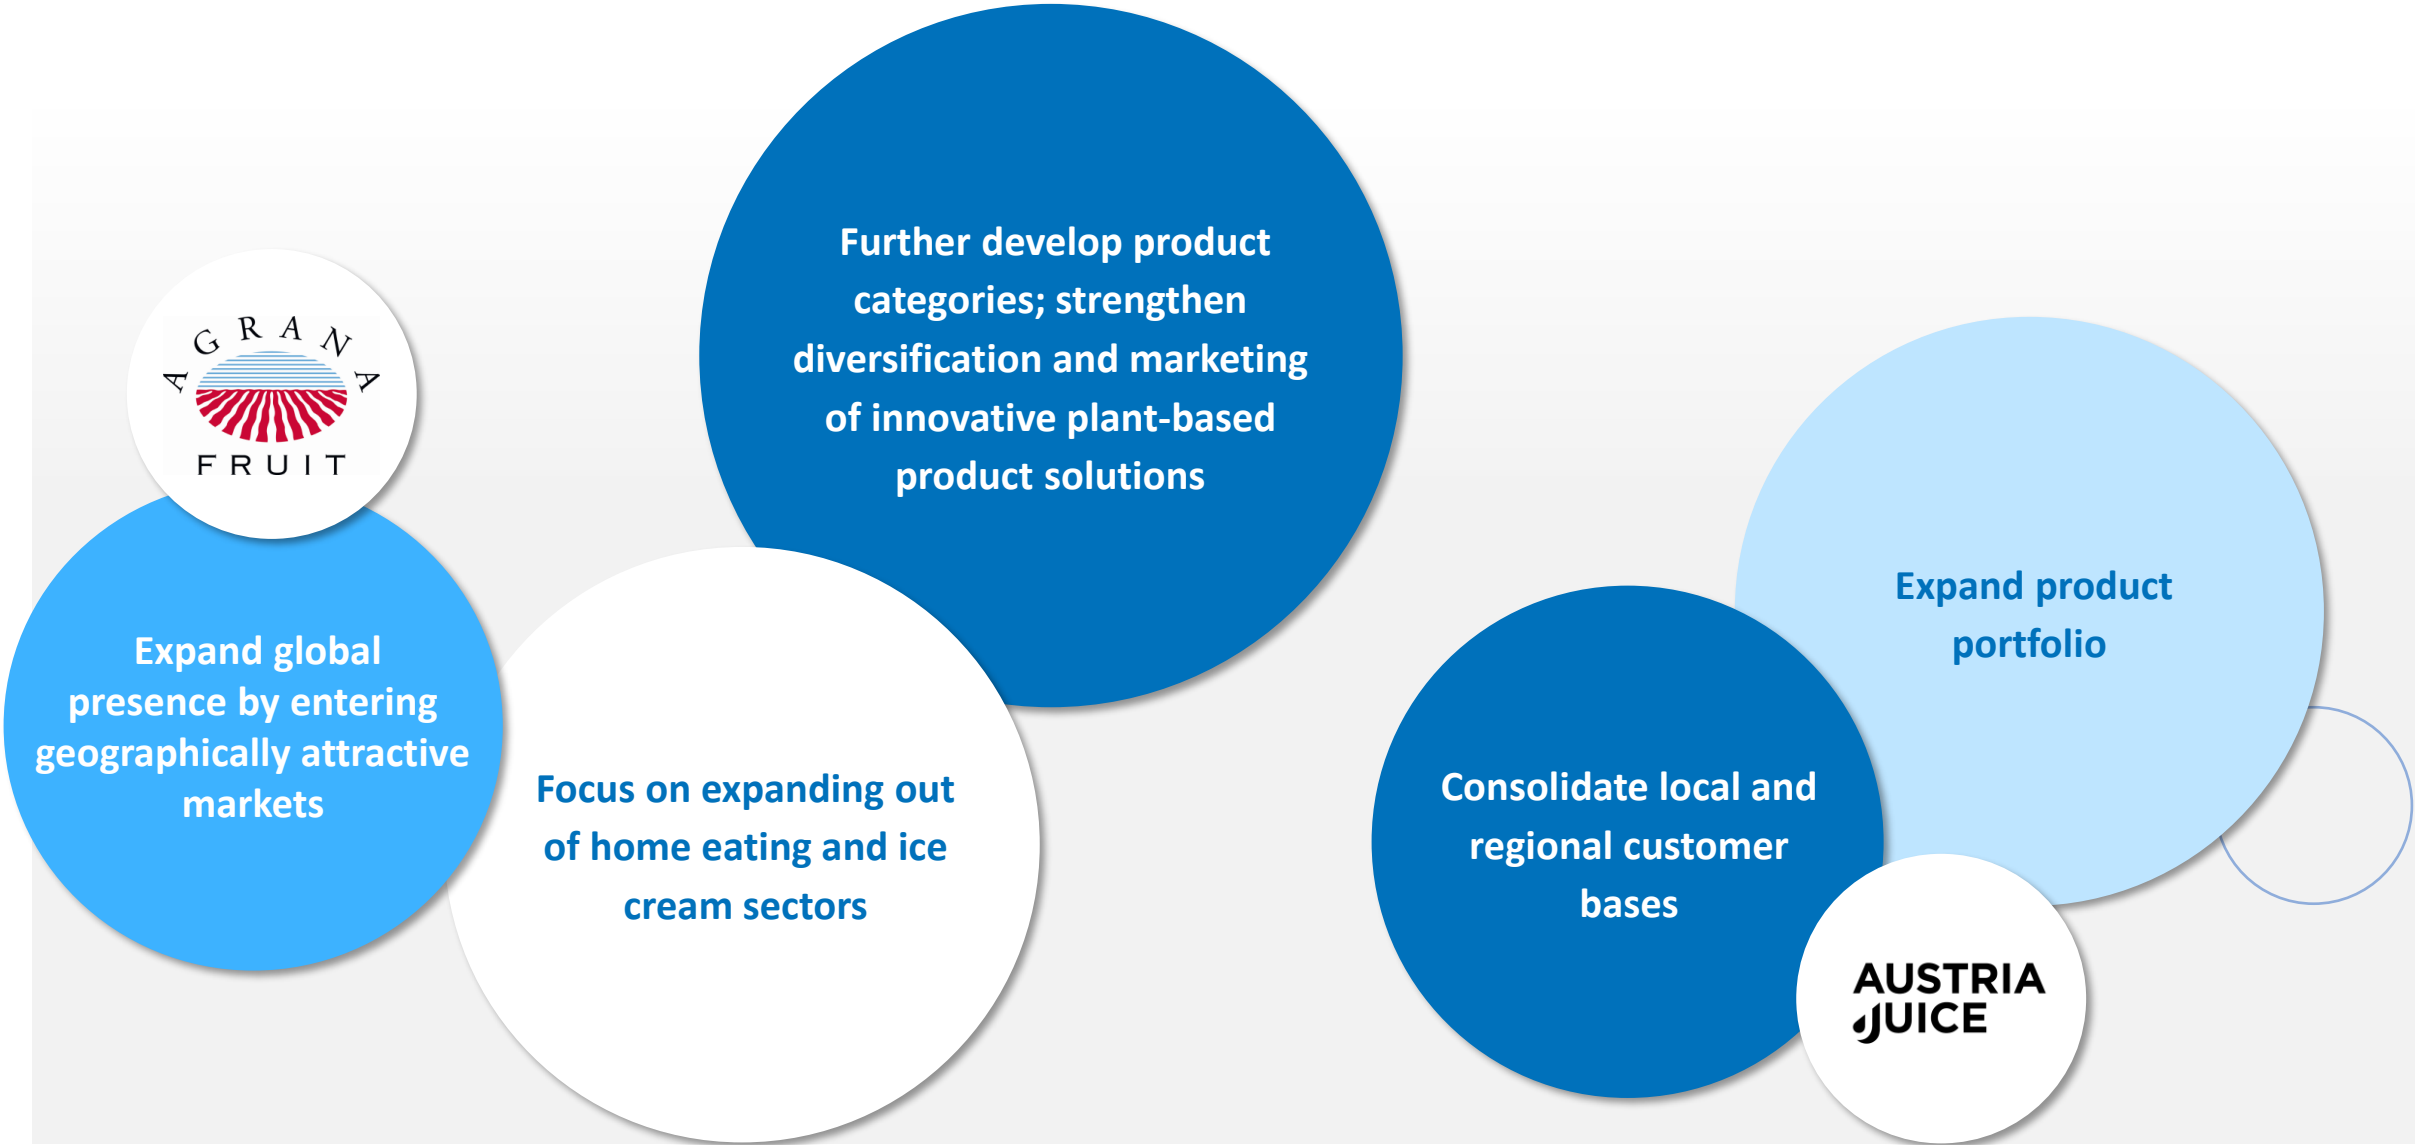 AGRANA
FRUIT
Expand global
presence by entering
geographically attractive
markets
Further develop product
categories; strengthen
diversification and marketing
of innovative plant-based
product solutions
Focus on expanding out
of home eating and ice
cream sectors
Expand product
portfolio
Consolidate local and
regional customer
bases
AUSTRIA
JUICE